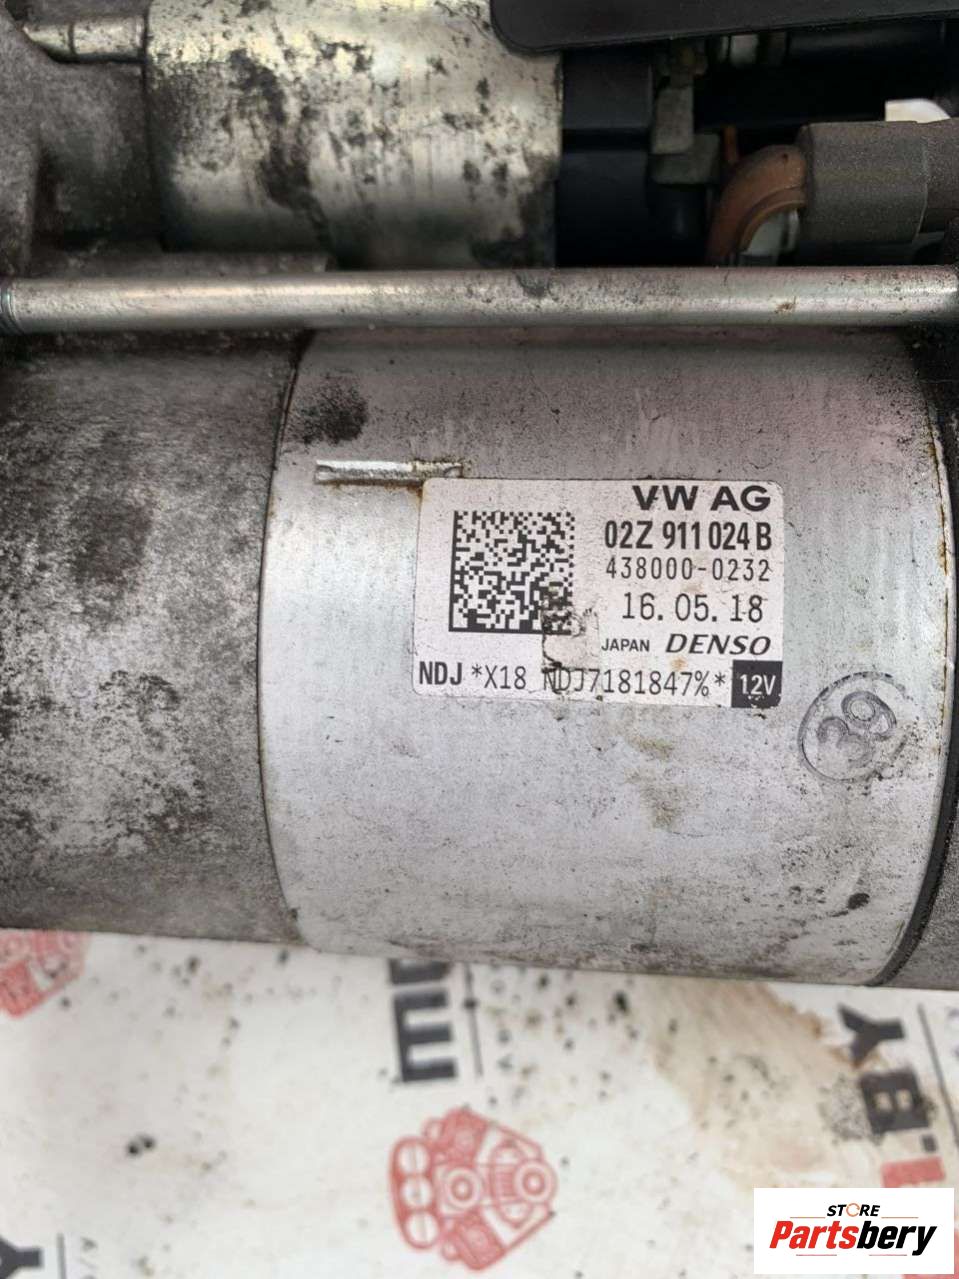 VW AG
02Z 911 024 B
438000-0232
16.05.18
JAPAN DENSO
NDJ *X18 NDJ7181847%* 12V
39
STORE
Partsbery